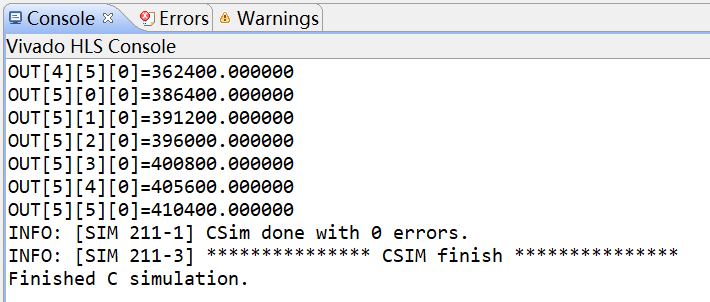 Console Errors Warnings
Vivado HLS Console
OUT[4][5][0]=362400.000000
OUT[5][0][0]=386400.000000
OUT[5][1][0]=391200.000000
OUT[5][2][0]=396000.000000
OUT[5][3][0]=400800.000000
OUT[5][4][0]=405600.000000
OUT[5][5][0]=410400.000000
INFO: [SIM 211-1] CSim done with 0 errors.
INFO: [SIM 211-3] *************** CSIM finish ***************
Finished C simulation.